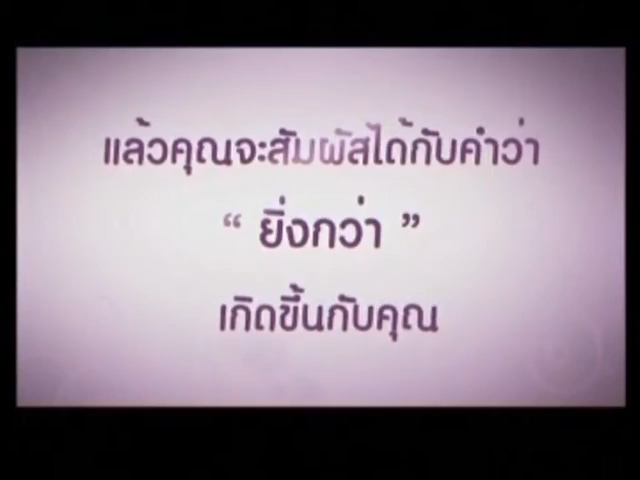 แล้วคุณจะสัมผัสได้กับคำว่า
“ ยิ่งกว่า ”
เกิดขึ้นกับคุณ